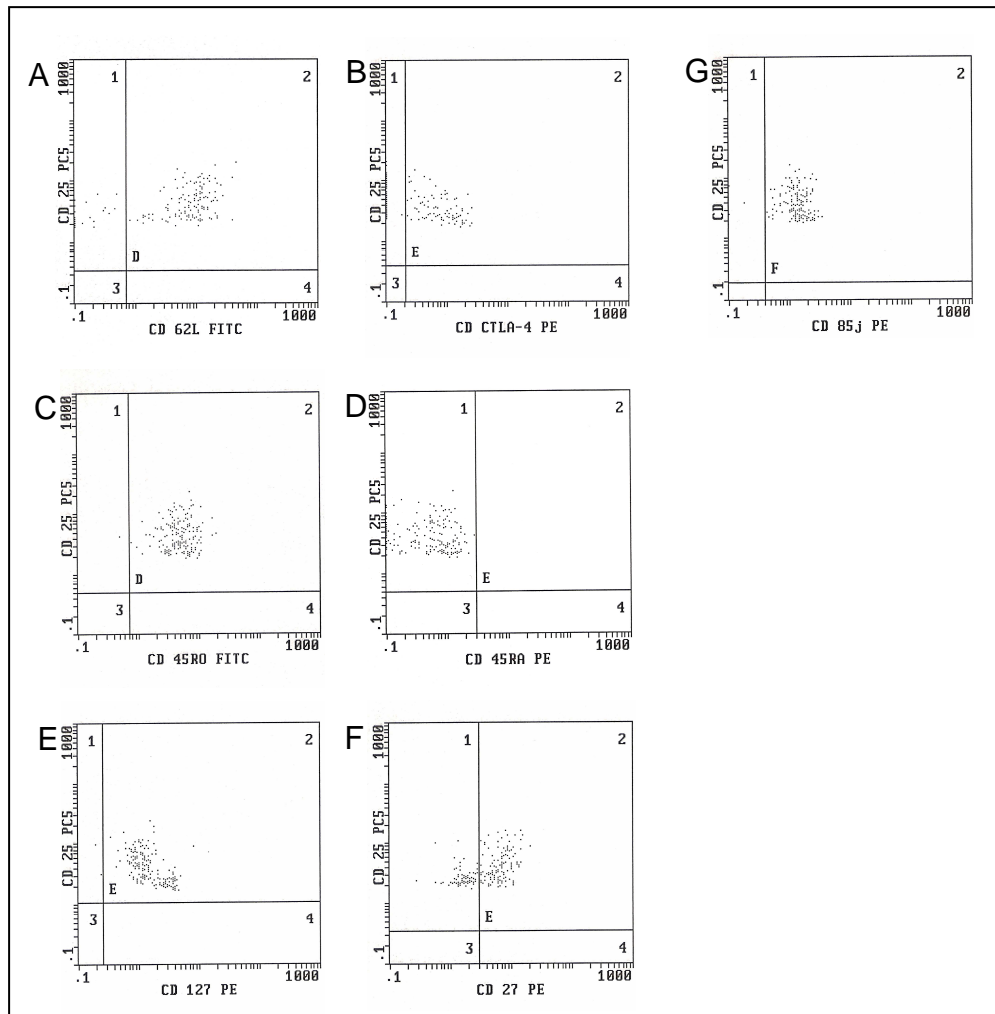 A
1000
CD 25 PC5
.1
1
2
D
3
4
.1
1000
CD 62L FITC
B
1000
CD 25 PC5
.1
1
2
E
3
4
.1
1000
CD CTLA-4 PE
G
1000
CD 25 PC5
.1
1
2
F
.1
1000
CD 85j PE
C
1000
CD 25 PC5
.1
1
2
D
3
4
.1
1000
CD 45RO FITC
D
1000
CD 25 PC5
.1
1
2
E
3
4
.1
1000
CD 45RA PE
E
1000
CD 25 PC5
.1
1
2
E
3
4
.1
1000
CD 127 PE
F
1000
CD 25 PC5
.1
1
2
E
3
4
.1
1000
CD 27 PE